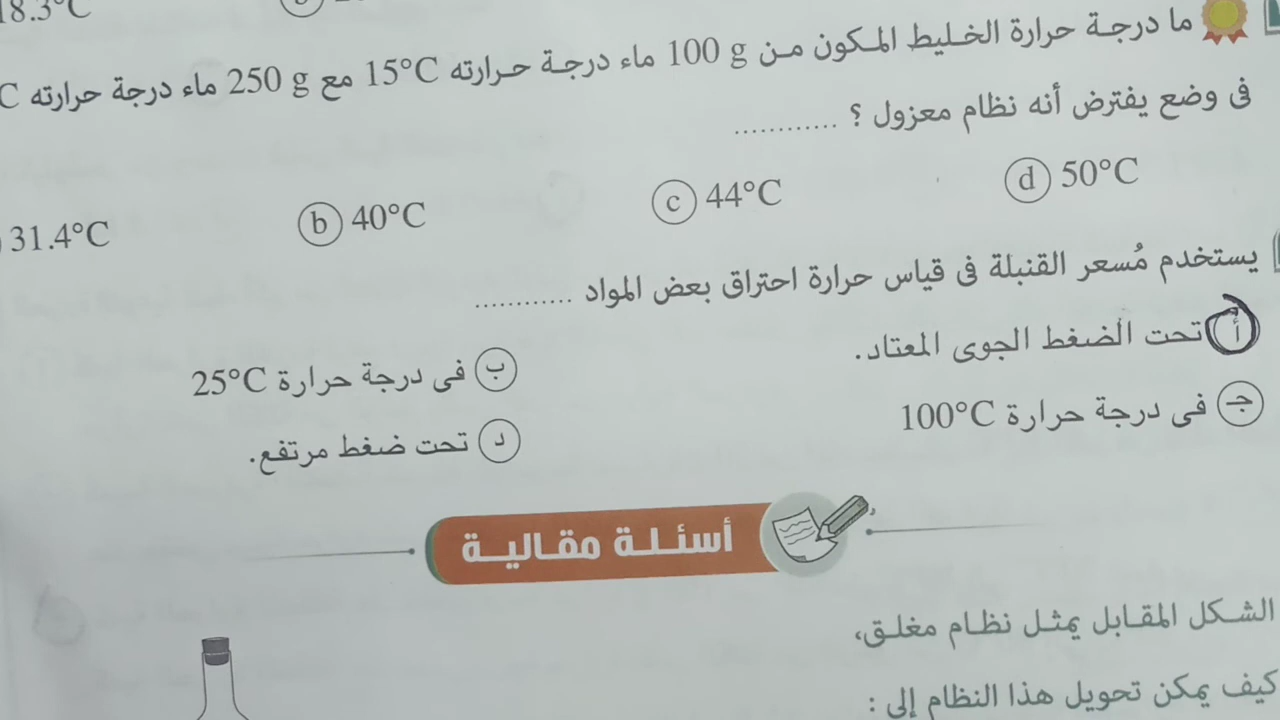 18.3°C
ما درجة حرارة الخليط المكون من 100 g ماء درجة حرارته 15°C مع 250 g ماء درجة حرارته C
فى وضع يفترض أنه نظام معزول ؟ ............
31.4°C ⓑ 40°C ⓒ 44°C ⓓ 50°C
يستخدم مُسعر القنبلة فى قياس حرارة احتراق بعض المواد ............
أ تحت الضغط الجوى المعتاد.
ب فى درجة حرارة 25°C
جـ فى درجة حرارة 100°C
د تحت ضغط مرتفع.
أسئلة مقالية
الشكل المقابل يمثل نظام مغلق،
كيف يمكن تحويل هذا النظام إلى :